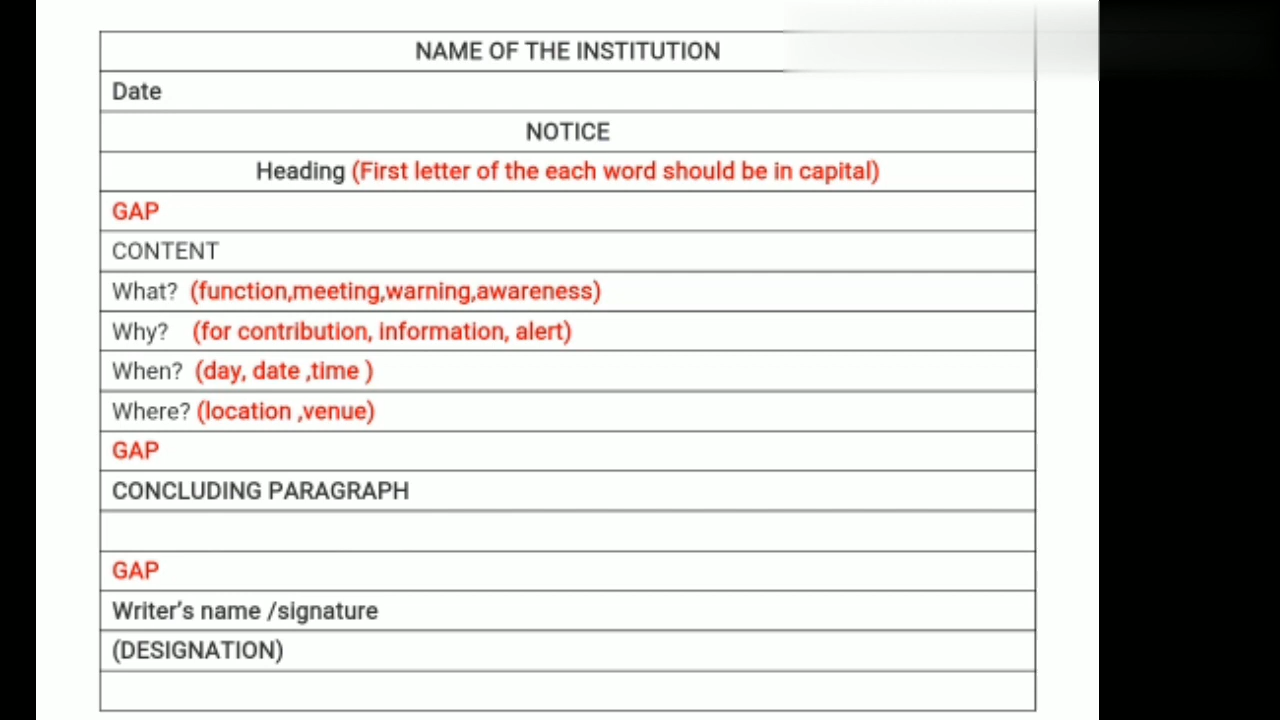 NAME OF THE INSTITUTION
Date
NOTICE
Heading (First letter of the each word should be in capital)
GAP
CONTENT
What? (function,meeting,warning,awareness)
Why? (for contribution, information, alert)
When? (day, date ,time )
Where? (location ,venue)
GAP
CONCLUDING PARAGRAPH
GAP
Writer's name /signature
(DESIGNATION)